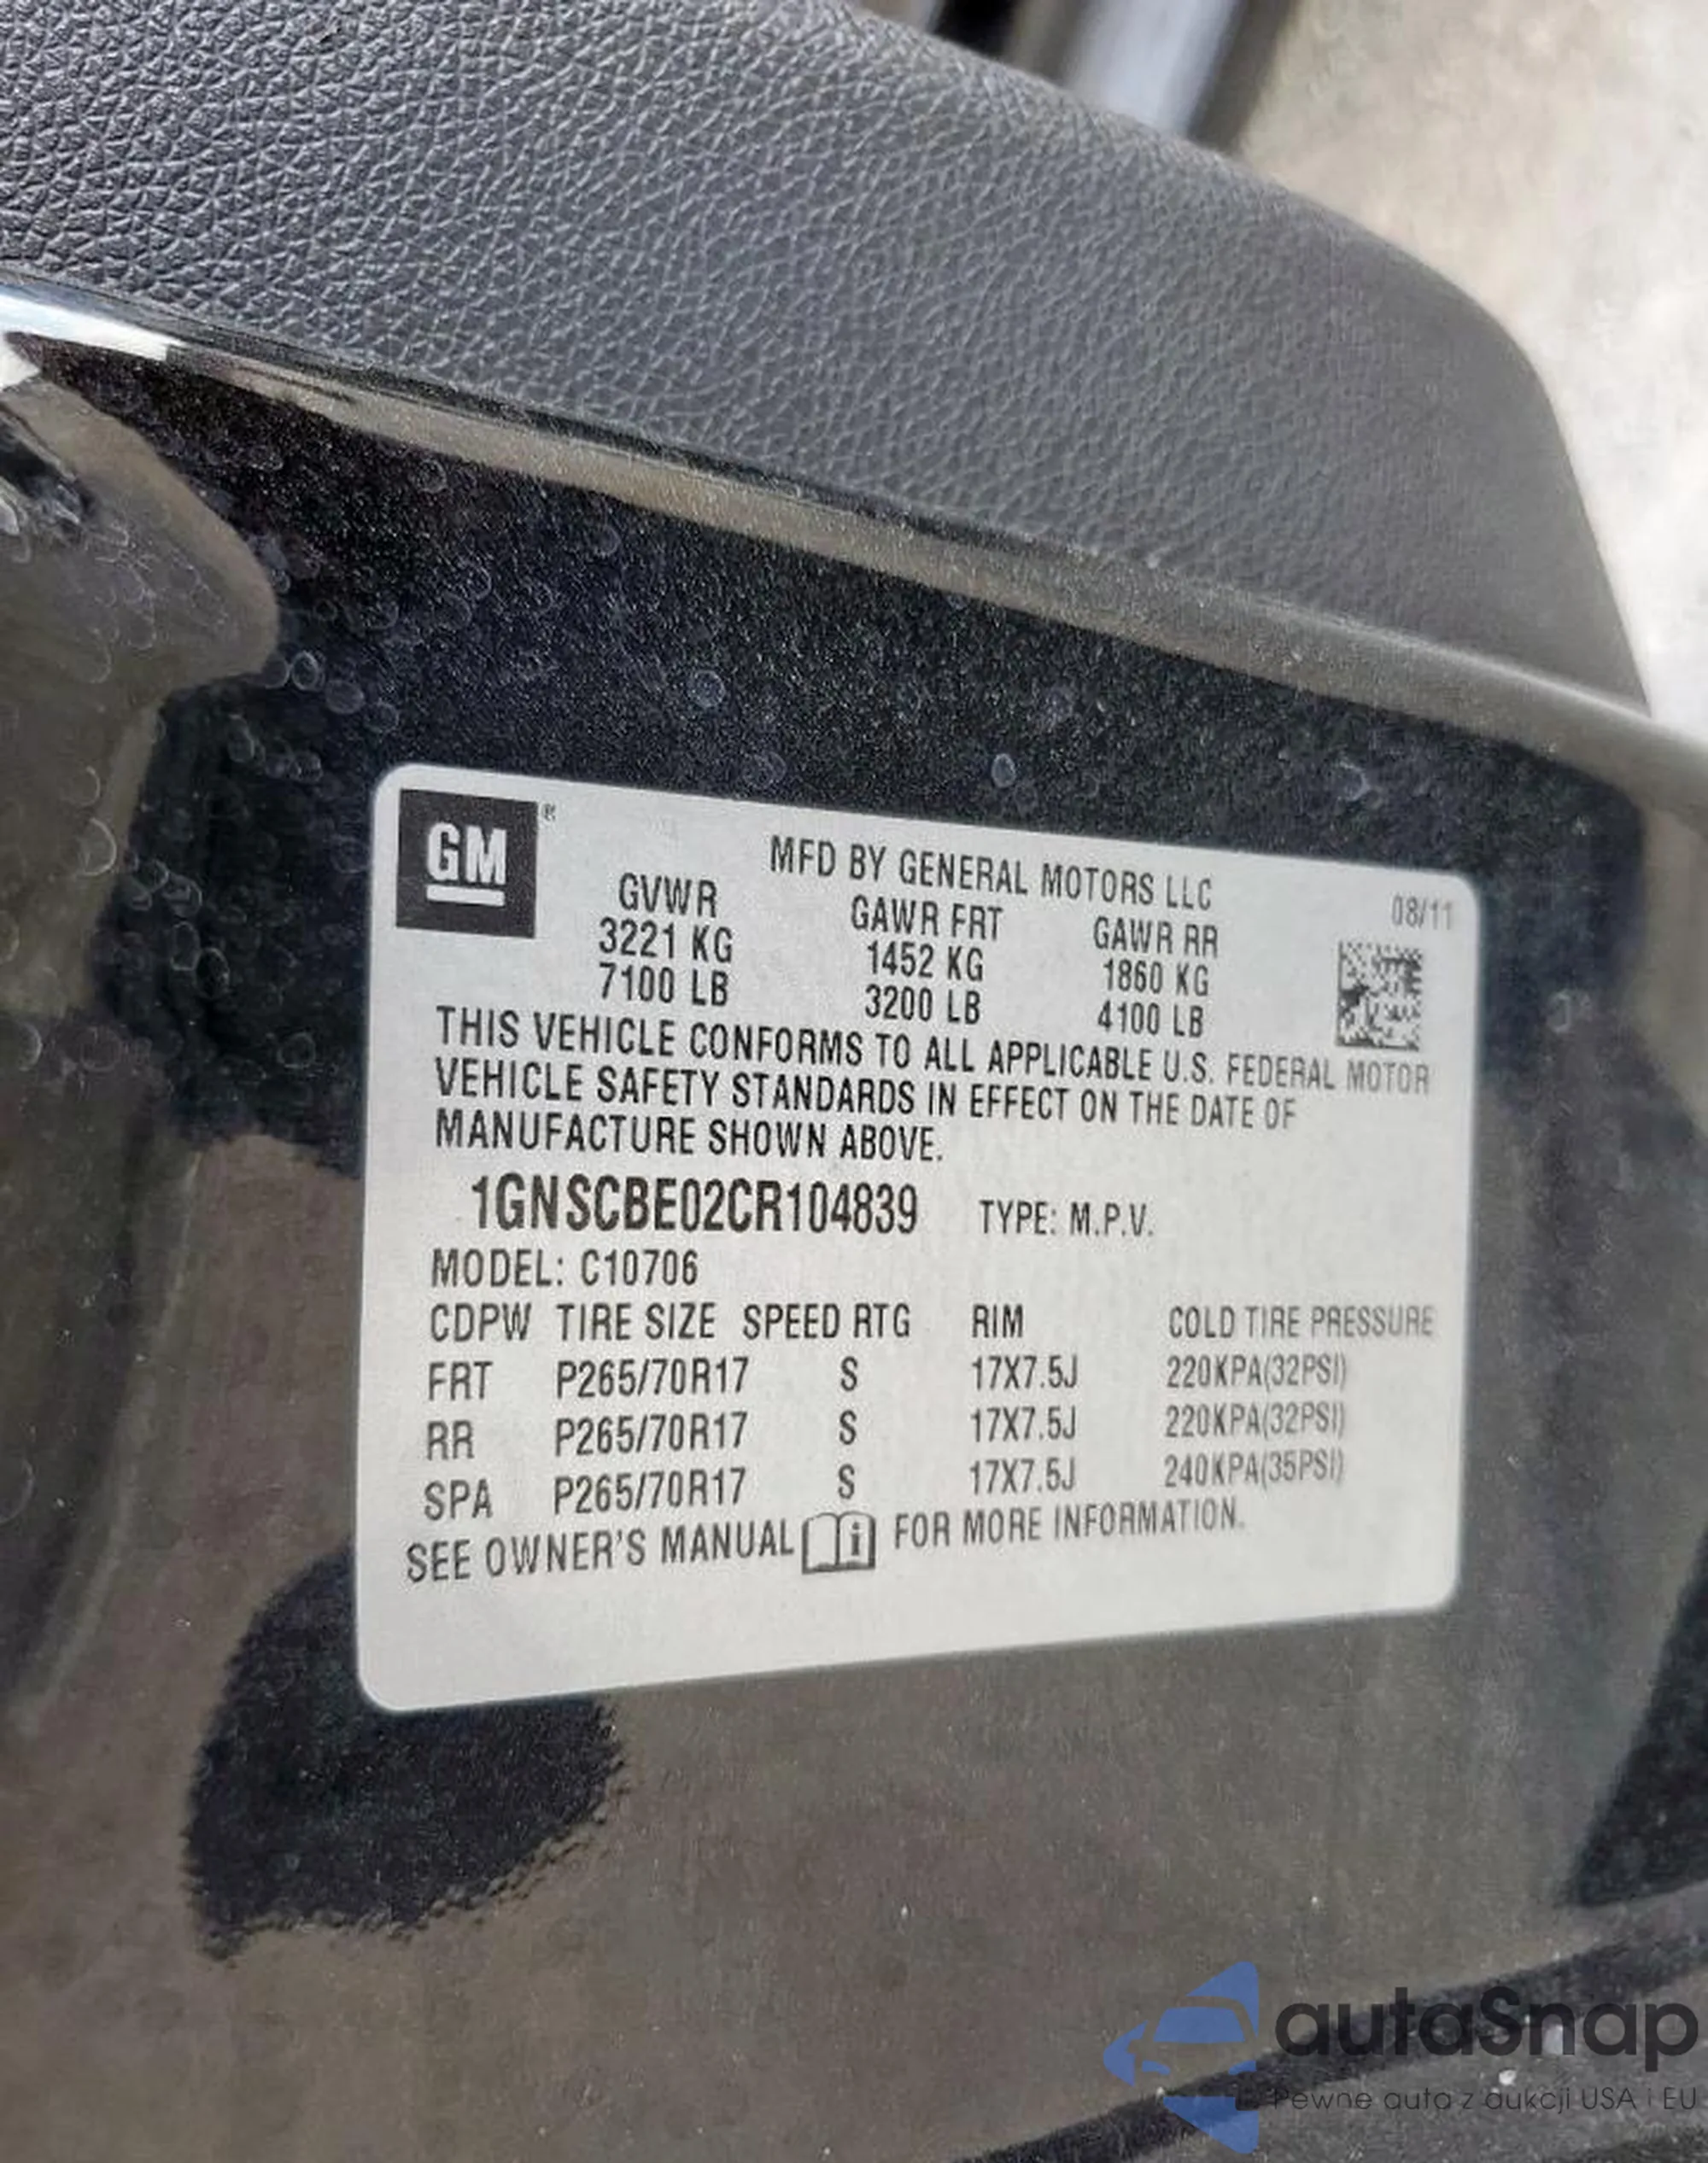 GM ®
MFD BY GENERAL MOTORS LLC
08/11
GVWR GAWR FRT GAWR RR
3221 KG 1452 KG 1860 KG
7100 LB 3200 LB 4100 LB
THIS VEHICLE CONFORMS TO ALL APPLICABLE U.S. FEDERAL MOTOR
VEHICLE SAFETY STANDARDS IN EFFECT ON THE DATE OF
MANUFACTURE SHOWN ABOVE.
1GNSCBE02CR104839 TYPE: M.P.V.
MODEL: C10706
CDPW TIRE SIZE SPEED RTG RIM COLD TIRE PRESSURE
FRT P265/70R17 S 17X7.5J 220KPA(32PSI)
RR P265/70R17 S 17X7.5J 220KPA(32PSI)
SPA P265/70R17 S 17X7.5J 240KPA(35PSI)
SEE OWNER'S MANUAL i FOR MORE INFORMATION.
autaSnap
Pewne auta z aukcji USA i EU